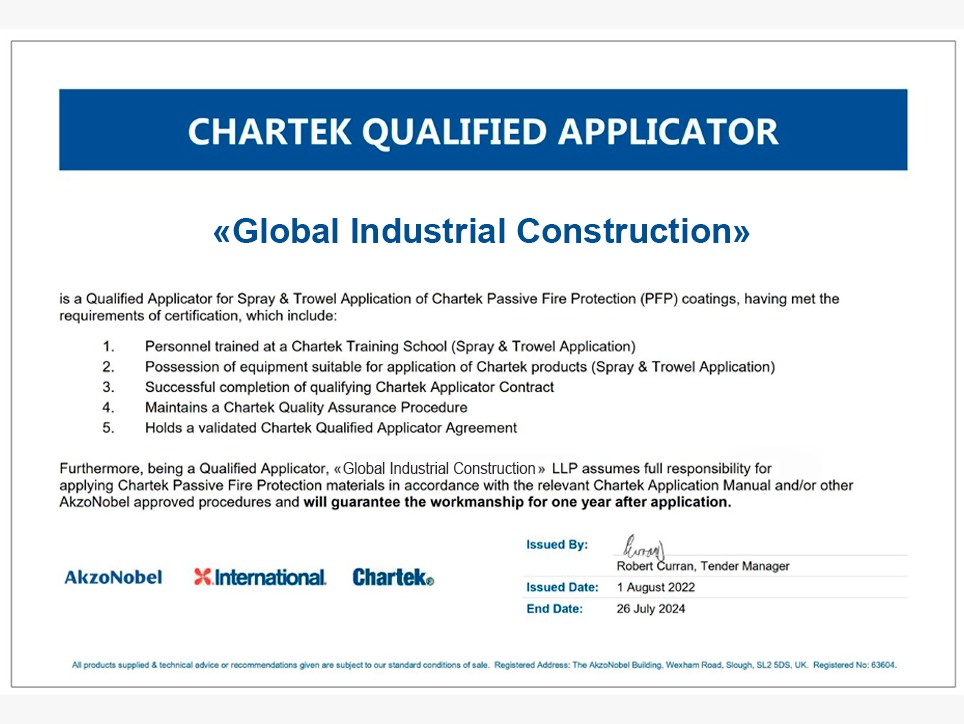 CHARTEK QUALIFIED APPLICATOR
«Global Industrial Construction»
is a Qualified Applicator for Spray & Trowel Application of Chartek Passive Fire Protection (PFP) coatings, having met the
requirements of certification, which include:
1. Personnel trained at a Chartek Training School (Spray & Trowel Application)
2. Possession of equipment suitable for application of Chartek products (Spray & Trowel Application)
3. Successful completion of qualifying Chartek Applicator Contract
4. Maintains a Chartek Quality Assurance Procedure
5. Holds a validated Chartek Qualified Applicator Agreement
Furthermore, being a Qualified Applicator, «Global Industrial Construction» LLP assumes full responsibility for
applying Chartek Passive Fire Protection materials in accordance with the relevant Chartek Application Manual and/or other
AkzoNobel approved procedures and will guarantee the workmanship for one year after application.
Issued By: Curran
Robert Curran, Tender Manager
AkzoNobel International Chartek®
Issued Date: 1 August 2022
End Date: 26 July 2024
All products supplied & technical advice or recommendations given are subject to our standard conditions of sale. Registered Address: The AkzoNobel Building, Wexham Road, Slough, SL2 5DS, UK. Registered No: 63604.